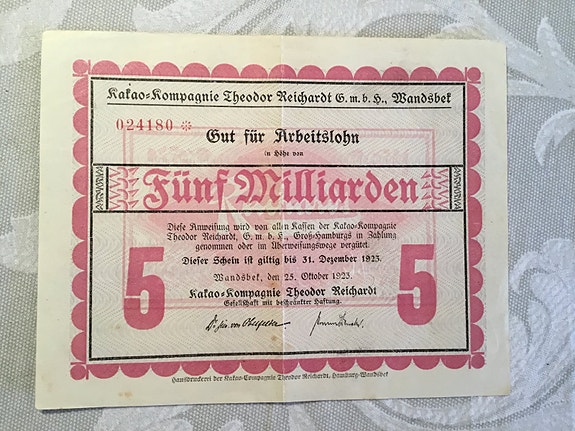 Kakao=Kompagnie Theodor Reichardt G. m. b. H., Wandsbek
024180 *
Gut für Arbeitslohn
in Höhe von
Fünf Milliarden
Diese Anweisung wird von allen Kassen der Kakao=Kompagnie
Theodor Reichardt, G. m. b. H., Groß=Hamburgs in Zahlung
genommen oder im Überweisungswege vergütet.
Dieser Schein ist giltig bis 31. Dezember 1923.
Wandsbek, den 25. Oktober 1923.
Kakao=Kompagnie Theodor Reichardt
Gesellschaft mit beschränkter Haftung.
5 5
Hausdruckerei der Kakao=Compagnie Theodor Reichardt, Hamburg=Wandsbek